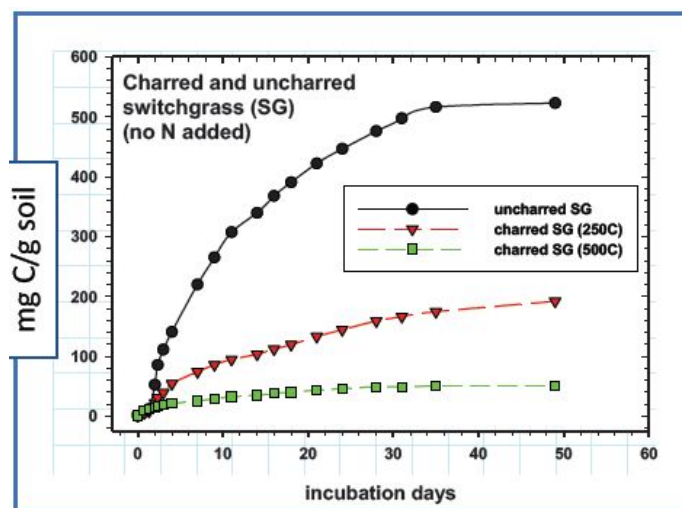 600
500
400
300
200
100
0
mg C/g soil
Charred and uncharred
switchgrass (SG)
(no N added)
uncharred SG
charred SG (250C)
charred SG (500C)
0 10 20 30 40 50 60
incubation days